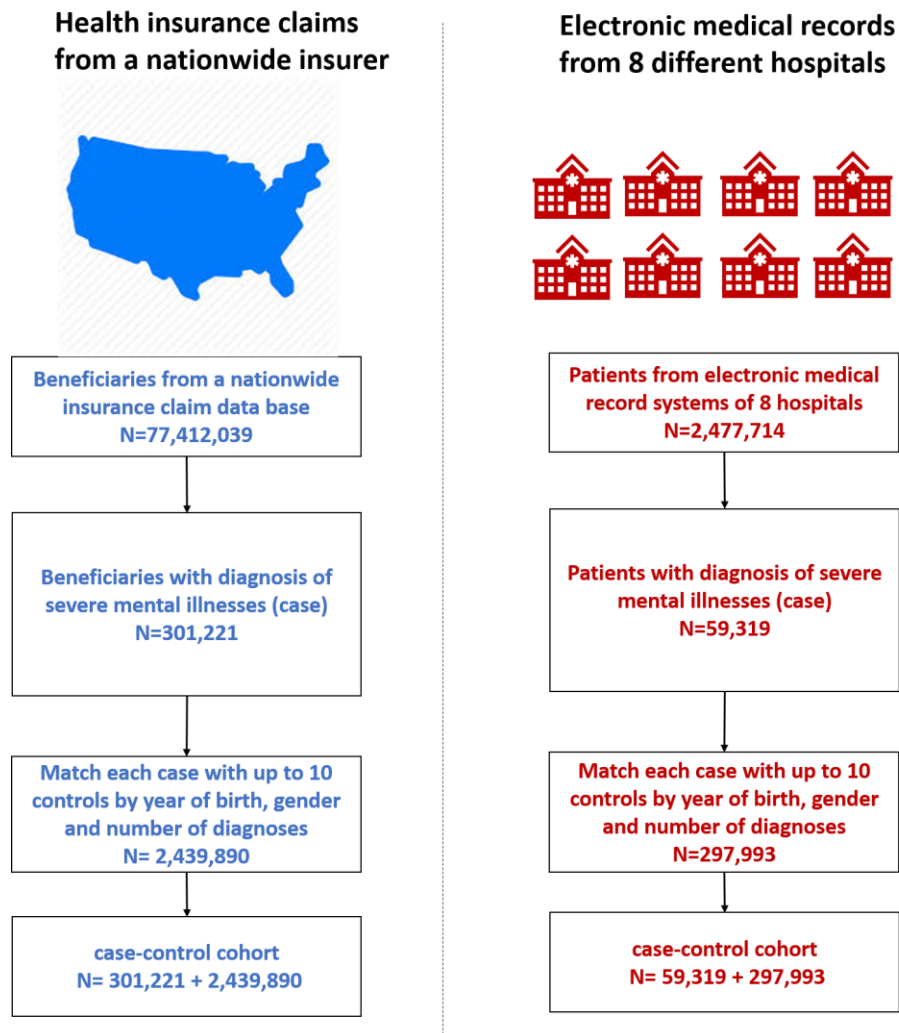 Health insurance claims
from a nationwide insurer
Beneficiaries from a nationwide
insurance claim data base
N=77,412,039
Beneficiaries with diagnosis of
severe mental illnesses (case)
N=301,221
Match each case with up to 10
controls by year of birth, gender
and number of diagnoses
N= 2,439,890
case-control cohort
N= 301,221 + 2,439,890
Electronic medical records
from 8 different hospitals
Patients from electronic medical
record systems of 8 hospitals
N=2,477,714
Patients with diagnosis of severe
mental illnesses (case)
N=59,319
Match each case with up to 10
controls by year of birth, gender
and number of diagnoses
N=297,993
case-control cohort
N= 59,319 + 297,993